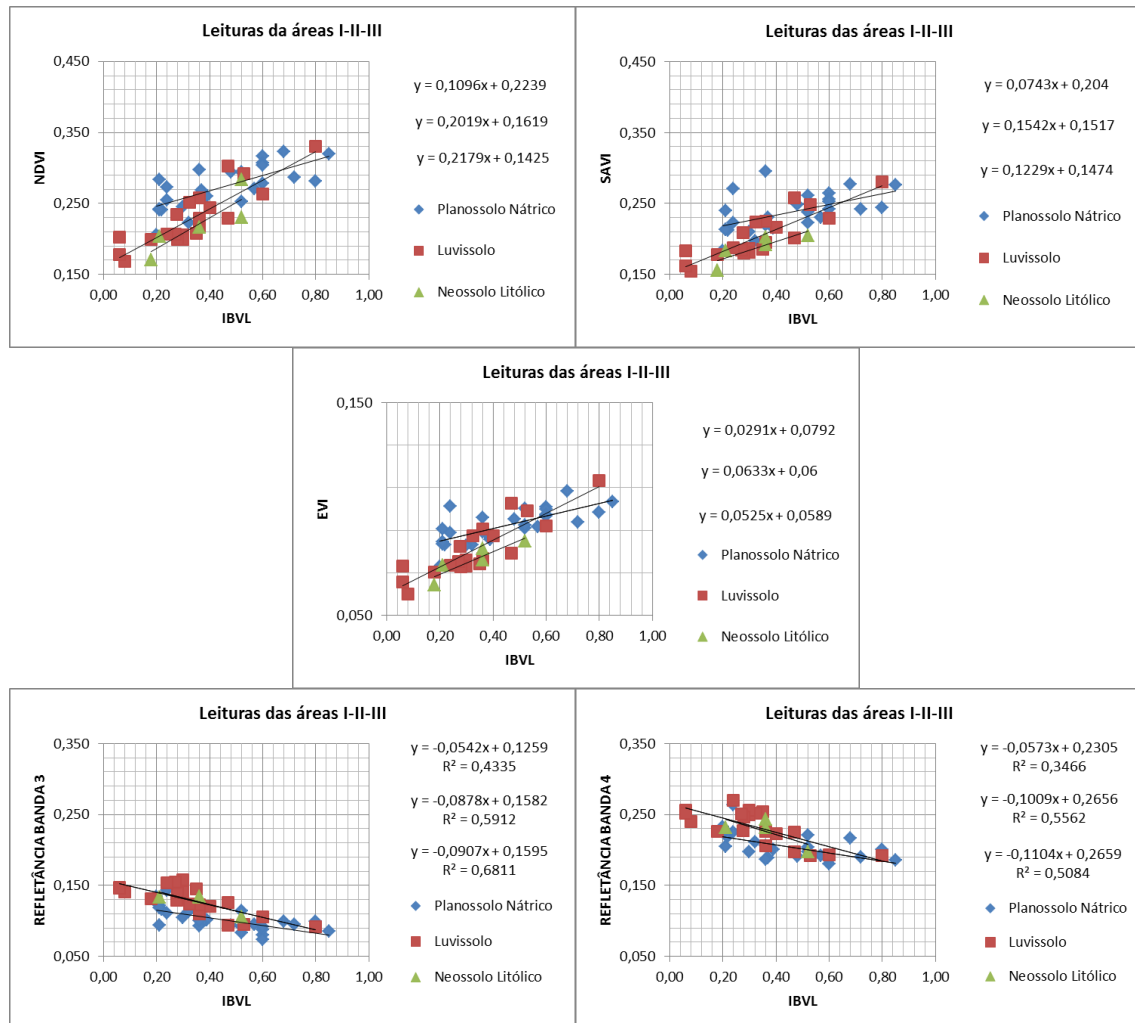 Leituras da áreas I-II-III
NDVI
0,450
0,350
0,250
0,150
0,00 0,20 0,40 0,60 0,80 1,00
IBVL
y = 0,1096x + 0,2239
y = 0,2019x + 0,1619
y = 0,2179x + 0,1425
Planossolo Nátrico
Luvissolo
Neossolo Litólico
Leituras das áreas I-II-III
SAVI
0,450
0,350
0,250
0,150
0,00 0,20 0,40 0,60 0,80 1,00
IBVL
y = 0,0743x + 0,204
y = 0,1542x + 0,1517
y = 0,1229x + 0,1474
Planossolo Nátrico
Luvissolo
Neossolo Litólico
Leituras das áreas I-II-III
EVI
0,150
0,050
0,00 0,20 0,40 0,60 0,80 1,00
IBVL
y = 0,0291x + 0,0792
y = 0,0633x + 0,06
y = 0,0525x + 0,0589
Planossolo Nátrico
Luvissolo
Neossolo Litólico
Leituras das áreas I-II-III
REFLETÂNCIA BANDA 3
0,350
0,250
0,150
0,050
0,00 0,20 0,40 0,60 0,80 1,00
IBVL
y = -0,0542x + 0,1259
R² = 0,4335
y = -0,0878x + 0,1582
R² = 0,5912
y = -0,0907x + 0,1595
R² = 0,6811
Planossolo Nátrico
Luvissolo
Neossolo Litólico
Leituras das áreas I-II-III
REFLETÂNCIA BANDA 4
0,350
0,250
0,150
0,050
0,00 0,20 0,40 0,60 0,80 1,00
IBVL
y = -0,0573x + 0,2305
R² = 0,3466
y = -0,1009x + 0,2656
R² = 0,5562
y = -0,1104x + 0,2659
R² = 0,5084
Planossolo Nátrico
Luvissolo
Neossolo Litólico